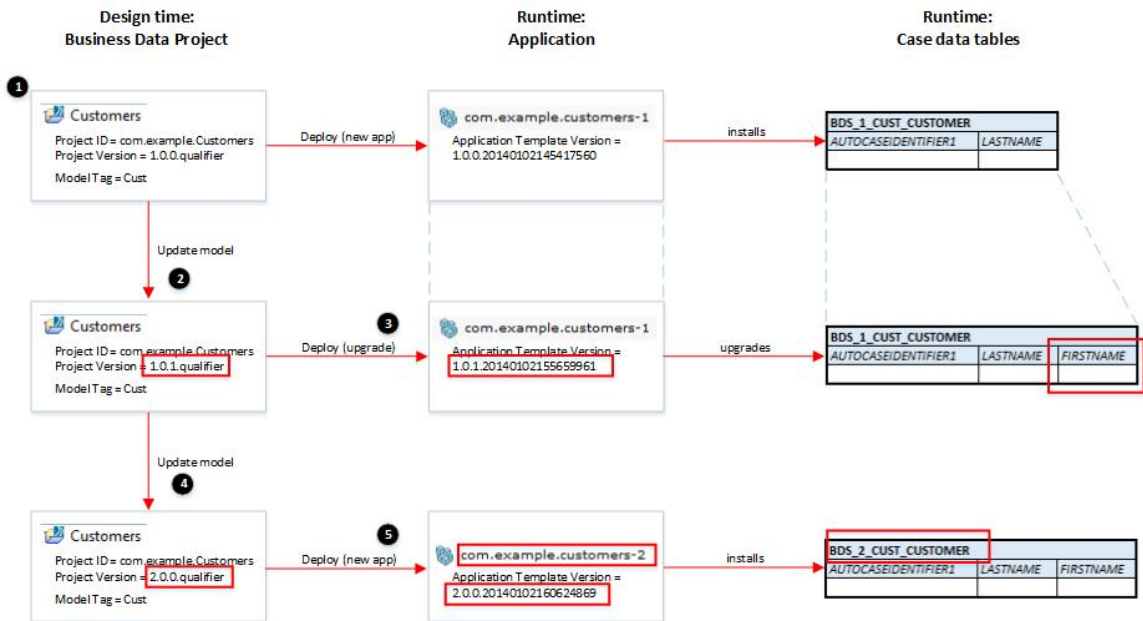 Design time:
Business Data Project
Runtime:
Application
Runtime:
Case data tables
1
Customers
Project ID= com.example.Customers
Project Version = 1.0.0.qualifier
Model Tag = Cust
Deploy (new app)
com.example.customers-1
Application Template Version =
1.0.0.20140102145417560
installs
BDS_1_CUST_CUSTOMER
AUTOCASEIDENTIFIER1 LASTNAME
Update model
2
Customers
Project ID= com.example.Customers
Project Version = 1.0.1.qualifier
Model Tag = Cust
3
Deploy (upgrade)
com.example.customers-1
Application Template Version =
1.0.1.20140102155659961
upgrades
BDS_1_CUST_CUSTOMER
AUTOCASEIDENTIFIER1 LASTNAME FIRSTNAME
Update model
4
Customers
Project ID= com.example.Customers
Project Version = 2.0.0.qualifier
Model Tag = Cust
5
Deploy (new app)
com.example.customers-2
Application Template Version =
2.0.0.20140102160624869
installs
BDS_2_CUST_CUSTOMER
AUTOCASEIDENTIFIER1 LASTNAME FIRSTNAME